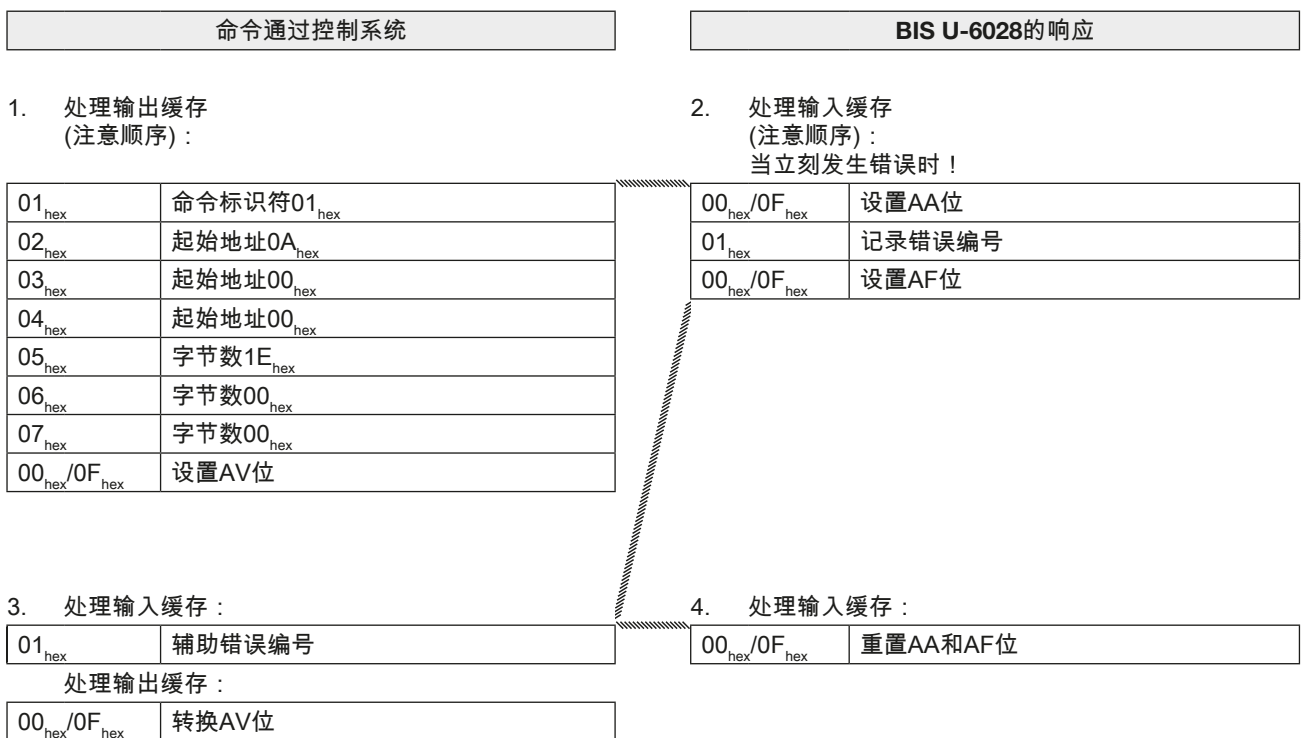 命令通过控制系统
BIS U-6028的响应
1. 处理输出缓存
(注意顺序)：
01hex 命令标识符01hex
02hex 起始地址0Ahex
03hex 起始地址00hex
04hex 起始地址00hex
05hex 字节数1Ehex
06hex 字节数00hex
07hex 字节数00hex
00hex/0Fhex 设置AV位
2. 处理输入缓存
(注意顺序)：
当立刻发生错误时！
00hex/0Fhex 设置AA位
01hex 记录错误编号
00hex/0Fhex 设置AF位
3. 处理输入缓存：
01hex 辅助错误编号
处理输出缓存：
00hex/0Fhex 转换AV位
4. 处理输入缓存：
00hex/0Fhex 重置AA和AF位